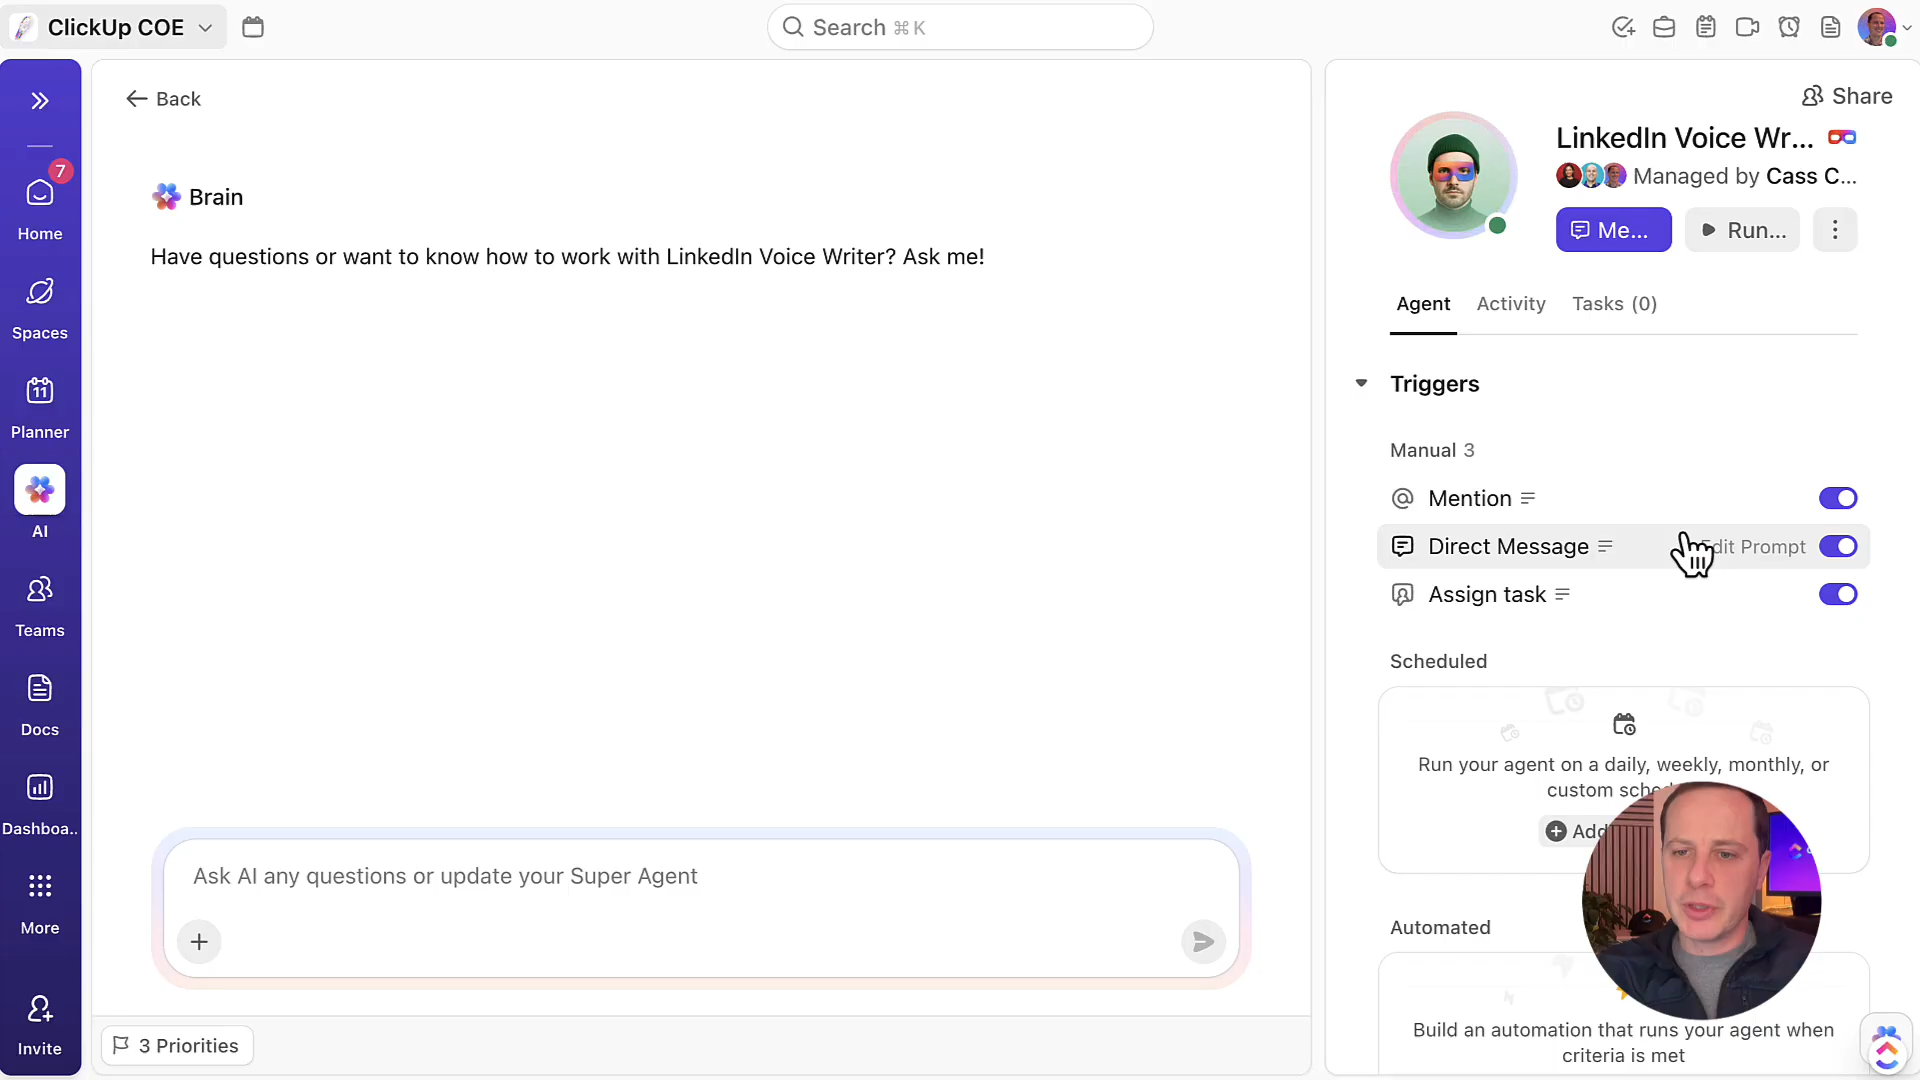 ClickUp COE
Search ⌘K
7
Home
Spaces
11
Planner
AI
Teams
Docs
Dashboa..
More
Invite
Back
Brain
Have questions or want to know how to work with LinkedIn Voice Writer? Ask me!
Ask AI any questions or update your Super Agent
3 Priorities
Share
LinkedIn Voice Wr...
Managed by Cass C...
Me...
Run...
Agent
Activity
Tasks (0)
Triggers
Manual 3
Mention
Direct Message
Edit Prompt
Assign task
Scheduled
Run your agent on a daily, weekly, monthly, or
custom
Add
Automated
Build an automation that runs your agent when
criteria is met